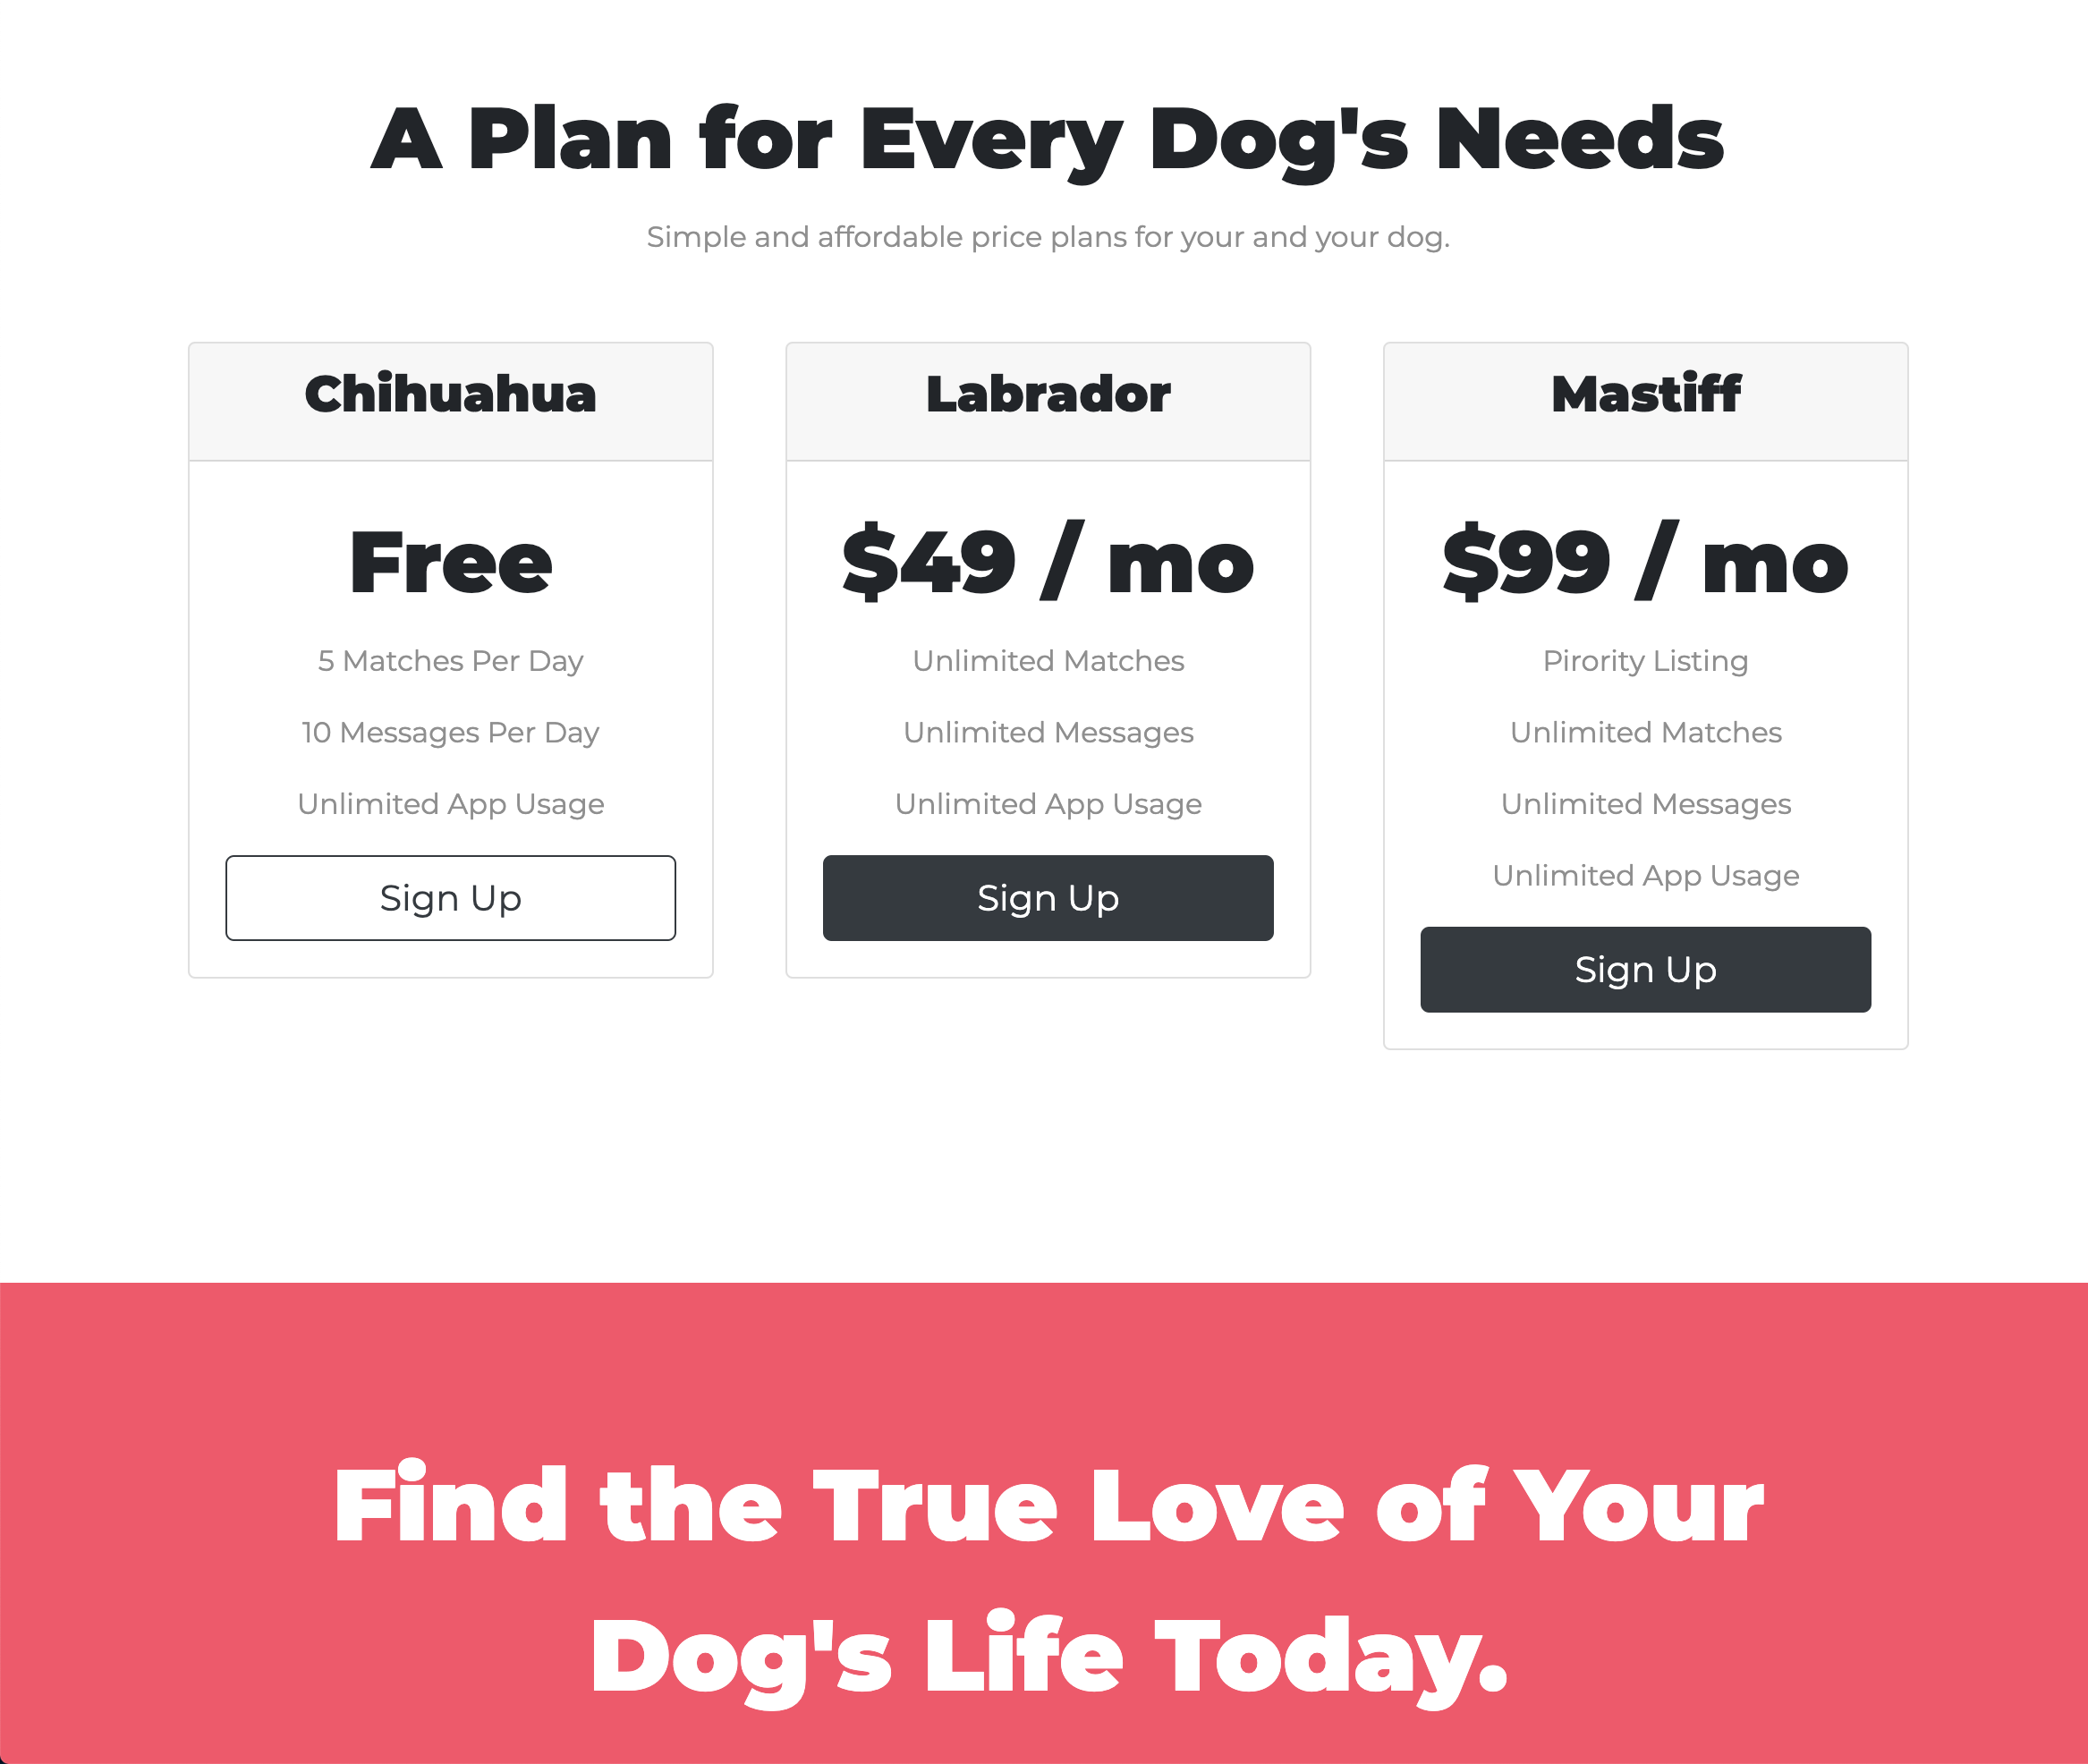 A Plan for Every Dog's Needs
Simple and affordable price plans for your and your dog.
Chihuahua
Free
5 Matches Per Day
10 Messages Per Day
Unlimited App Usage
Sign Up
Labrador
$49 / mo
Unlimited Matches
Unlimited Messages
Unlimited App Usage
Sign Up
Mastiff
$99 / mo
Pirority Listing
Unlimited Matches
Unlimited Messages
Unlimited App Usage
Sign Up
Find the True Love of Your
Dog's Life Today.